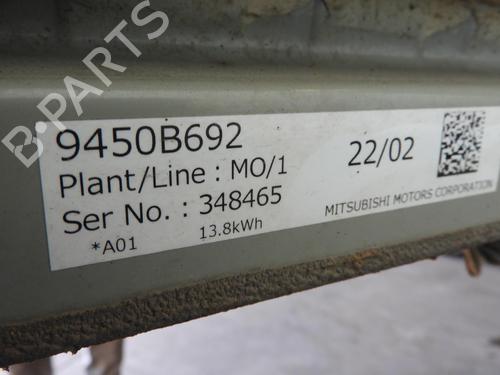 B-PARTS
9450B692
22/02
Plant/Line : MO/1
Ser No. : 348465
MITSUBISHI MOTORS CORPORATION
*A01
13.8kWh